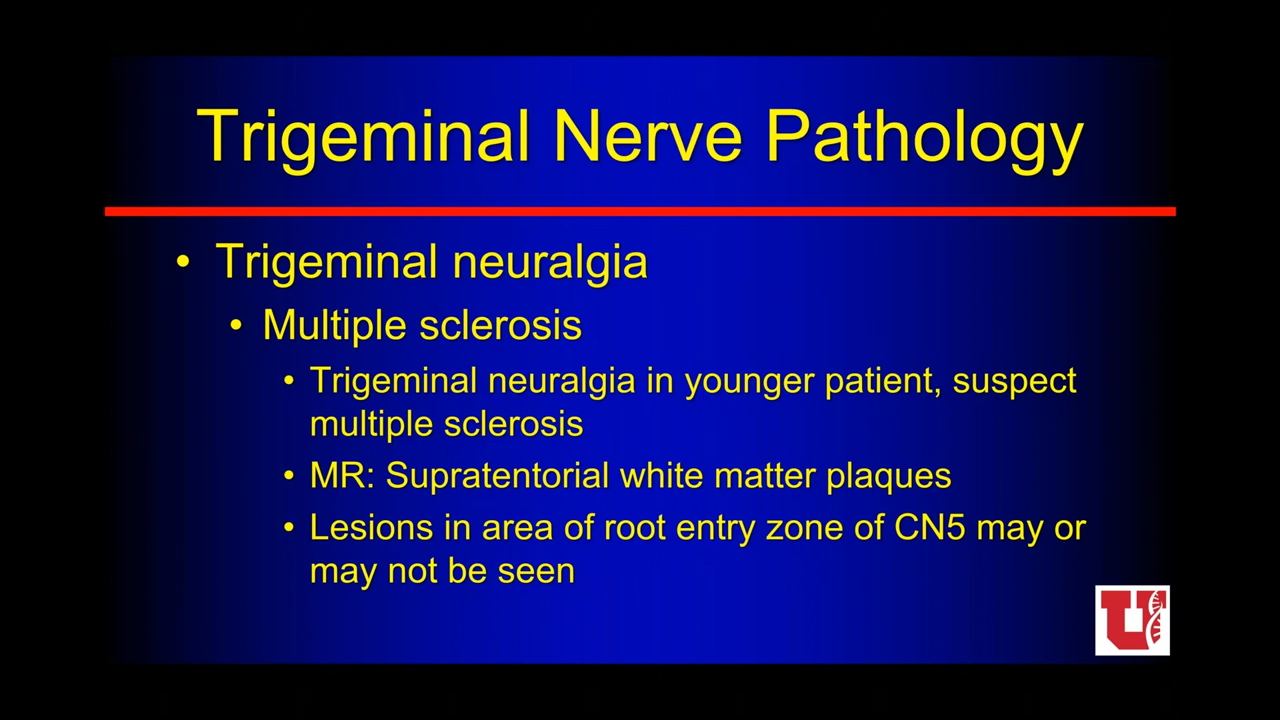 Trigeminal Nerve Pathology
• Trigeminal neuralgia
• Multiple sclerosis
• Trigeminal neuralgia in younger patient, suspect
multiple sclerosis
• MR: Supratentorial white matter plaques
• Lesions in area of root entry zone of CN5 may or
may not be seen
U